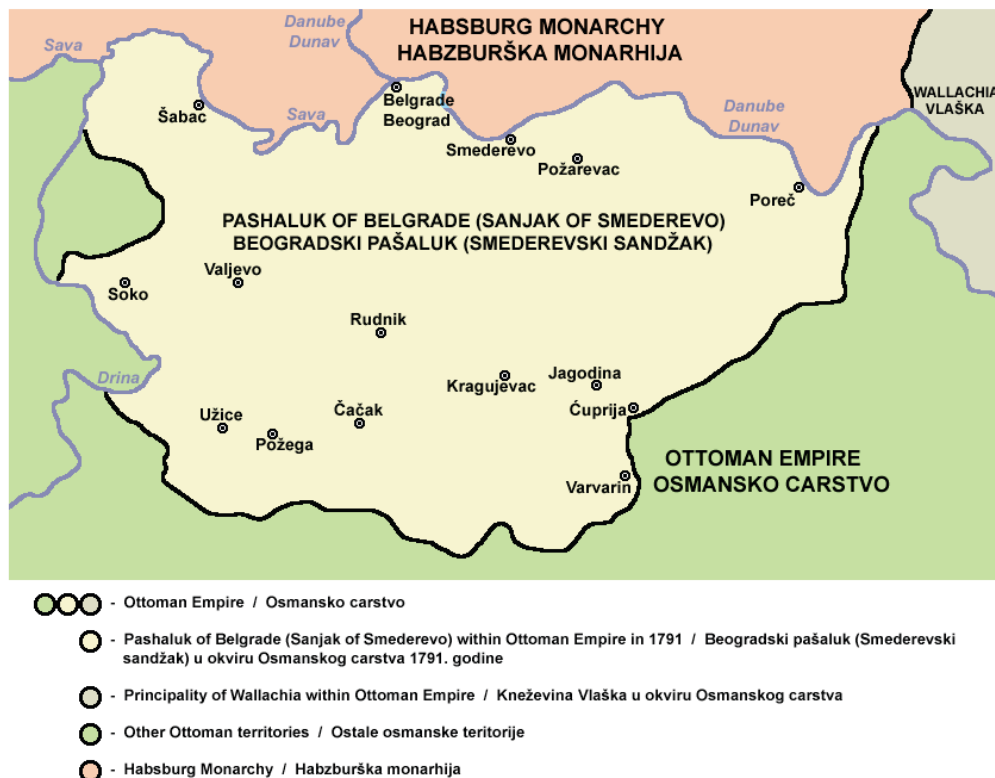 HABSBURG MONARCHY
HABZBURŠKA MONARHIJA
Danube
Dunav
Sava
WALLACHIA
VLAŠKA
Belgrade
Beograd
Šabac
Sava
Danube
Dunav
Smederevo
Požarevac
Poreč
PASHALUK OF BELGRADE (SANJAK OF SMEDEREVO)
BEOGRADSKI PAŠALUK (SMEDEREVSKI SANDŽAK)
Valjevo
Soko
Rudnik
Drina
Kragujevac
Jagodina
Užice
Čačak
Ćuprija
Požega
OTTOMAN EMPIRE
OSMANSKO CARSTVO
Varvarin
- Ottoman Empire / Osmansko carstvo
- Pashaluk of Belgrade (Sanjak of Smederevo) within Ottoman Empire in 1791 / Beogradski pašaluk (Smederevski
sandžak) u okviru Osmanskog carstva 1791. godine
- Principality of Wallachia within Ottoman Empire / Kneževina Vlaška u okviru Osmanskog carstva
- Other Ottoman territories / Ostale osmanske teritorije
- Habsburg Monarchy / Habzburška monarhija